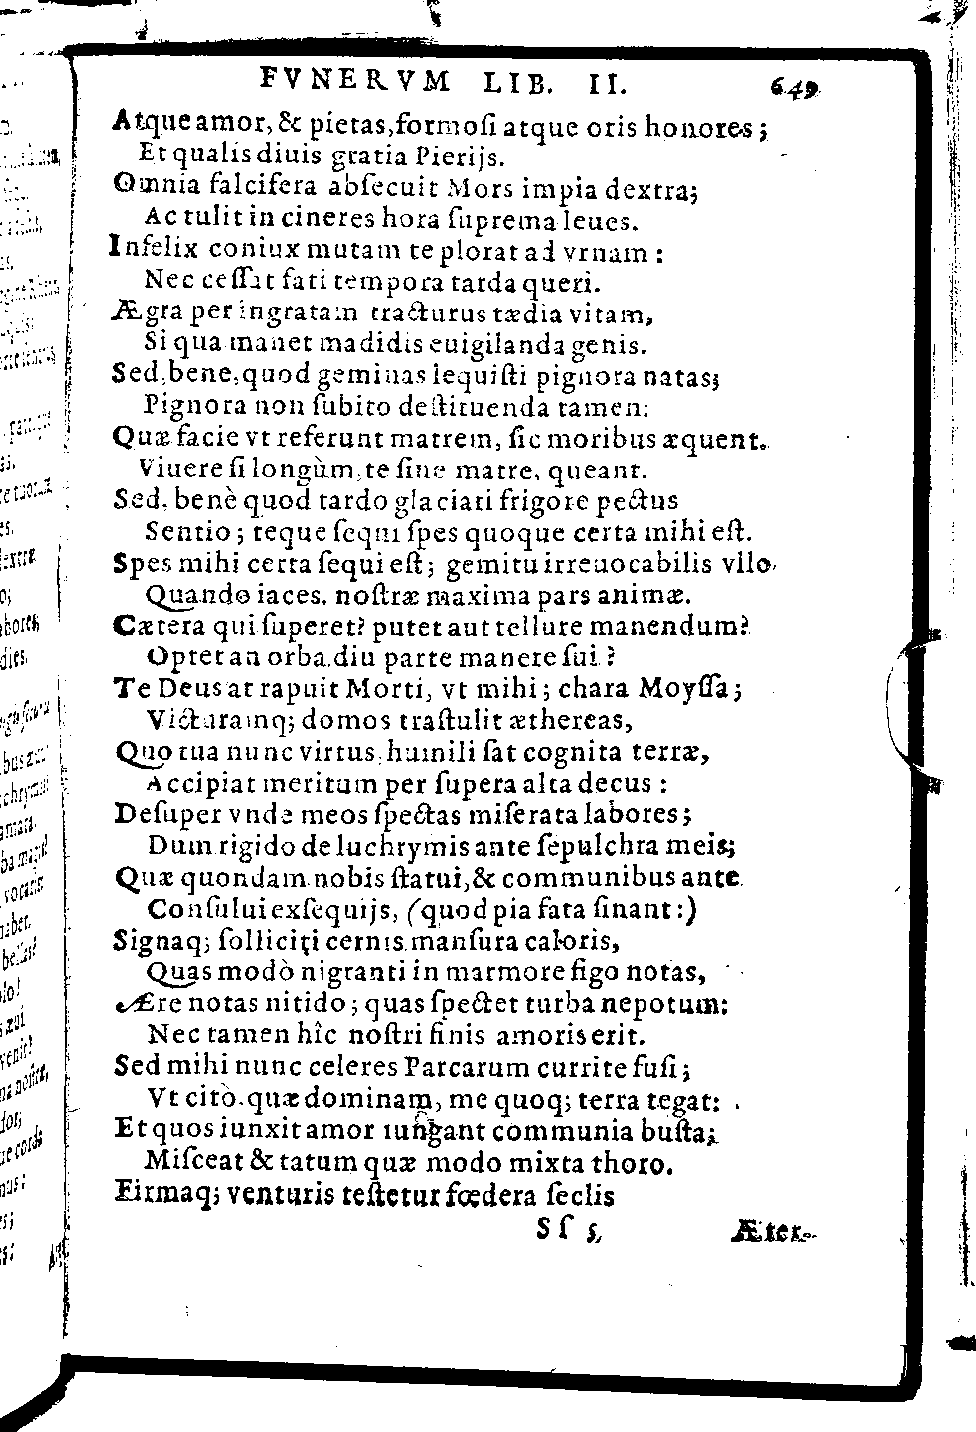 FVNERVM LIB. II. 649
Atque amor, & pietas, formoſi atque oris honores;
Et qualis diuis gratia Pierijs.
Omnia falcifera abſecuit Mors impia dextra;
Ac tulit in cineres hora ſuprema leues.
Infelix coniux mutam te plorat ad vrnam:
Nec ceſſat fati tempora tarda queri.
Ægra per ingratam tracturus tædia vitam,
Si qua manet madidis euigilanda genis.
Sed bene, quod geminas lequiſti pignora natas;
Pignora non ſubito deſtituenda tamen:
Quæ facie vt referunt matrem, ſic moribus æquent.
Viuere ſi longùm te ſine matre, queant.
Sed, benè quod tardo glaciari frigore pectus
Sentio; teque ſequi ſpes quoque certa mihi eſt.
Spes mihi certa ſequi eſt; gemitu irreuocabilis vllo,
Quando iaces, noſtræ maxima pars animæ.
Cætera qui ſuperet? putet aut tellure manendum?
Optet an orba diu parte manere ſui?
Te Deus at rapuit Morti, vt mihi; chara Moyſſa;
Victuramq; domos traſtulit æthereas,
Quo tua nunc virtus, humili ſat cognita terræ,
Accipiat meritum per ſupera alta decus:
Deſuper vnde meos ſpectas miſerata labores;
Dum rigido de luchrymis ante ſepulchra meis;
Quæ quondam nobis ſtatui, & communibus ante
Conſului exſequijs, (quod pia fata ſinant:)
Signaq; ſolliciti cernis manſura caloris,
Quas modò nigranti in marmore figo notas,
Ære notas nitido; quas ſpectet turba nepotum:
Nec tamen hîc noſtri finis amoris erit.
Sed mihi nunc celeres Parcarum currite fuſi;
Vt citò quæ dominam, me quoq; terra tegat:
Et quos iunxit amor iungant communia buſta;
Miſceat & tatum quæ modo mixta thoro.
Firmaq; venturis teſtetur fœdera ſeclis
Sſ 5 Æter-